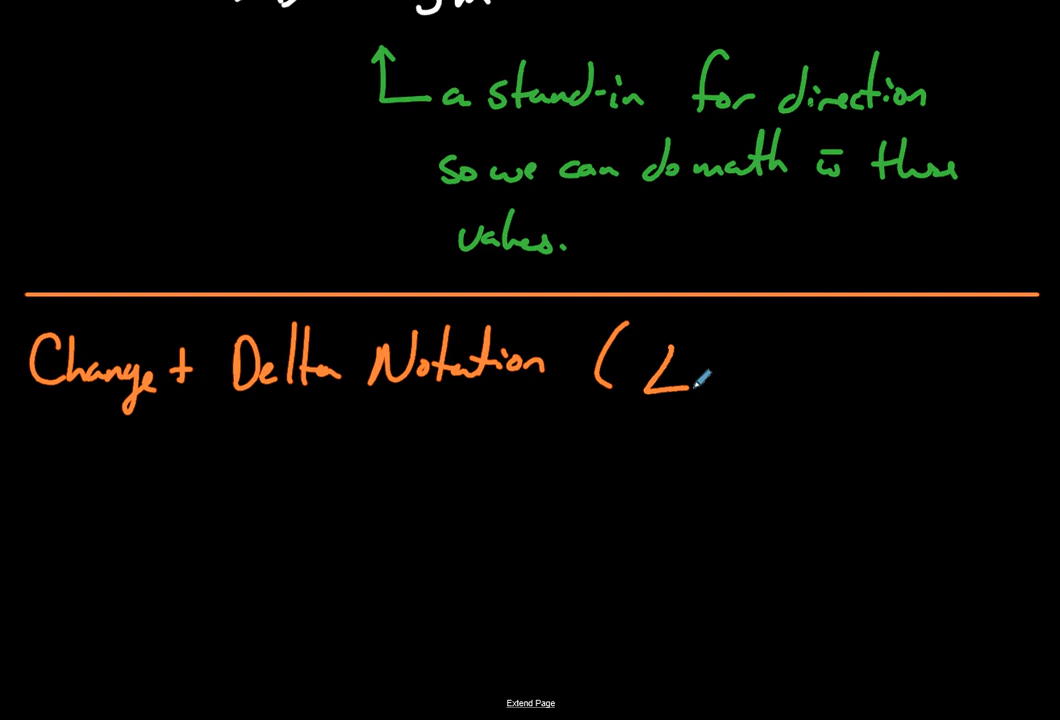 a stand-in for direction
so we can do math w̄ these
values.
Change + Delta Notation (
Extend Page